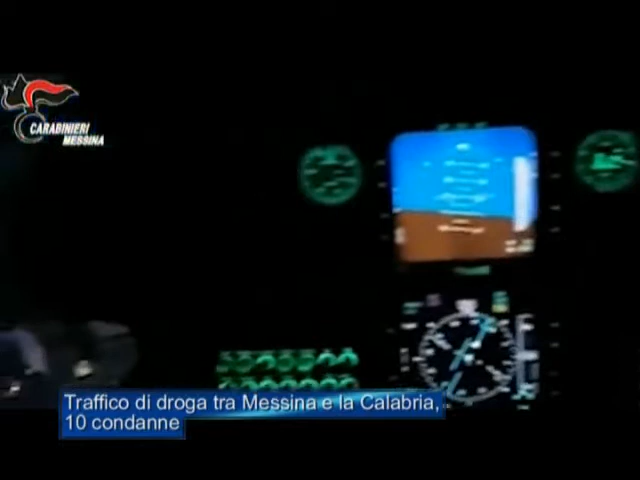 CARABINIERI
MESSINA
Traffico di droga tra Messina e la Calabria,
10 condanne